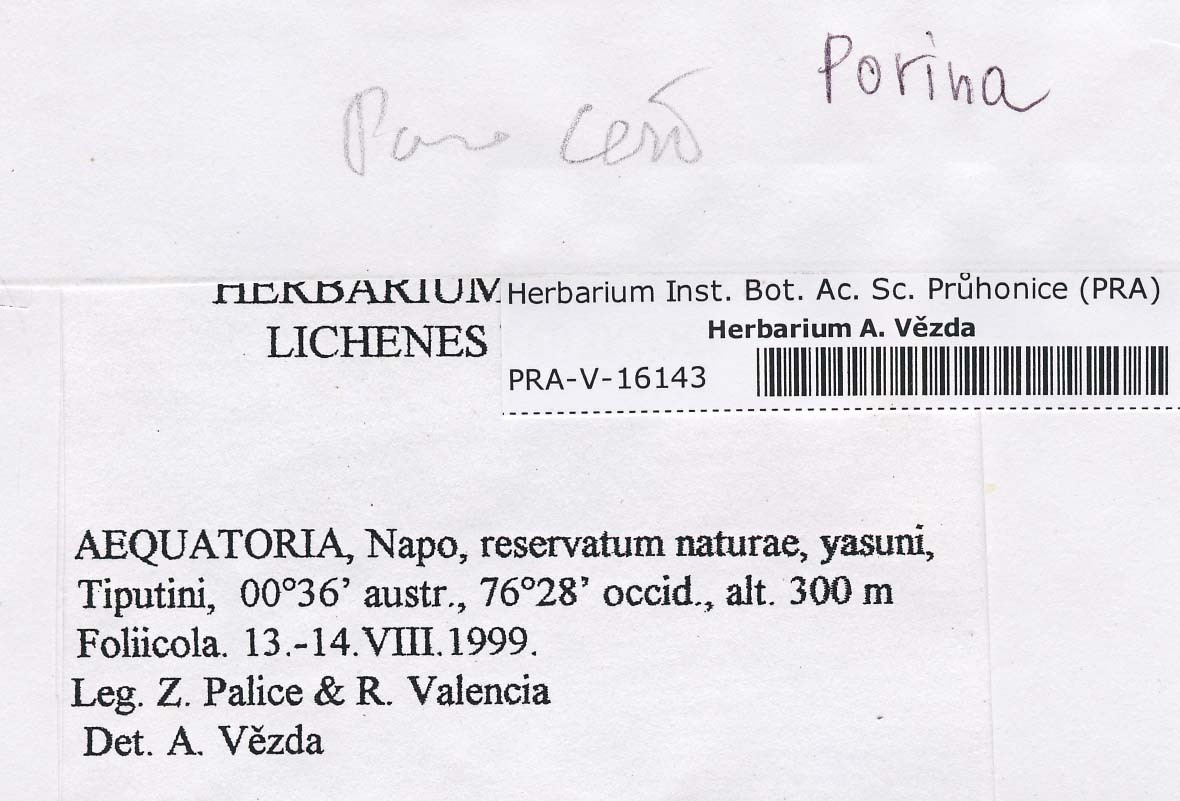 Porina
HERBARIUM
LICHENES
Herbarium Inst. Bot. Ac. Sc. Průhonice (PRA)
Herbarium A. Vězda
PRA-V-16143
AEQUATORIA, Napo, reservatum naturae, yasuni,
Tiputini, 00°36’ austr., 76°28’ occid., alt. 300 m
Foliicola. 13.-14.VIII.1999.
Leg. Z. Palice & R. Valencia
Det. A. Vězda